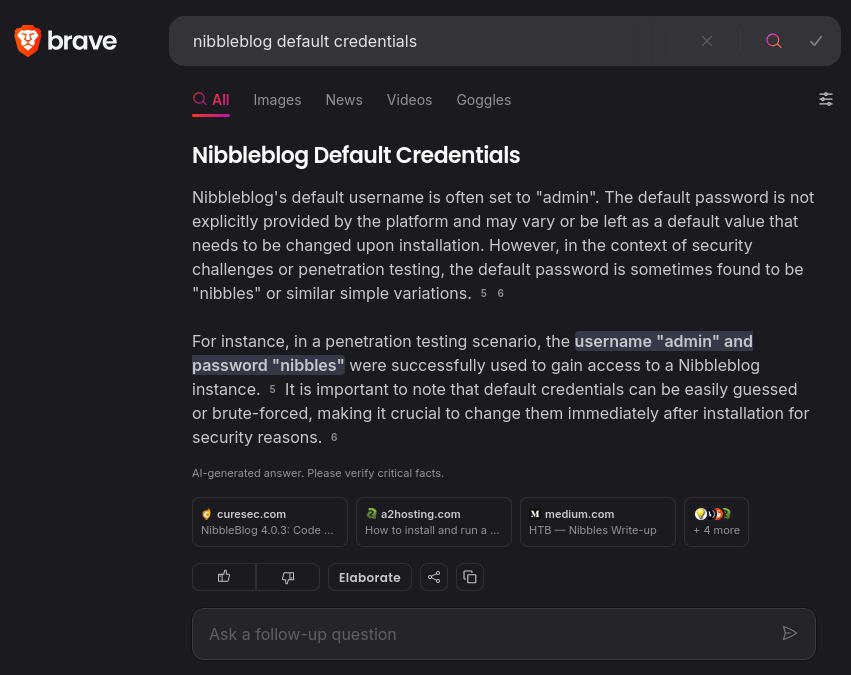 brave
nibbleblog default credentials
All Images News Videos Goggles
Nibbleblog Default Credentials
Nibbleblog's default username is often set to "admin". The default password is not
explicitly provided by the platform and may vary or be left as a default value that
needs to be changed upon installation. However, in the context of security
challenges or penetration testing, the default password is sometimes found to be
"nibbles" or similar simple variations. 5 6
For instance, in a penetration testing scenario, the username "admin" and
password "nibbles" were successfully used to gain access to a Nibbleblog
instance. 5 It is important to note that default credentials can be easily guessed
or brute-forced, making it crucial to change them immediately after installation for
security reasons. 6
AI-generated answer. Please verify critical facts.
curesec.com
NibbleBlog 4.0.3: Code ...
a2hosting.com
How to install and run a ...
medium.com
HTB — Nibbles Write-up
+ 4 more
Elaborate
Ask a follow-up question